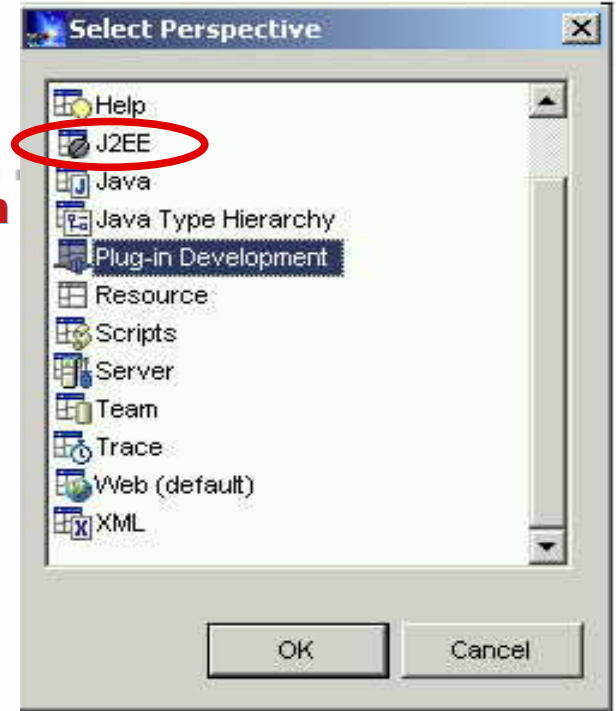 Select Perspective
Help
J2EE
Java
Java Type Hierarchy
Plug-in Development
Resource
Scripts
Server
Team
Trace
Web (default)
XML
OK
Cancel